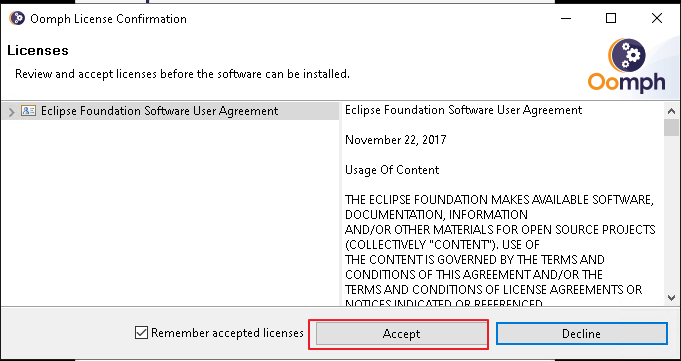 Oomph License Confirmation
Licenses
Review and accept licenses before the software can be installed.
Oomph
Eclipse Foundation Software User Agreement
Eclipse Foundation Software User Agreement
November 22, 2017
Usage Of Content
THE ECLIPSE FOUNDATION MAKES AVAILABLE SOFTWARE,
DOCUMENTATION, INFORMATION
AND/OR OTHER MATERIALS FOR OPEN SOURCE PROJECTS
(COLLECTIVELY "CONTENT"). USE OF
THE CONTENT IS GOVERNED BY THE TERMS AND
CONDITIONS OF THIS AGREEMENT AND/OR THE
TERMS AND CONDITIONS OF LICENSE AGREEMENTS OR
NOTICES INDICATED OR REFERENCED
Remember accepted licenses
Accept
Decline